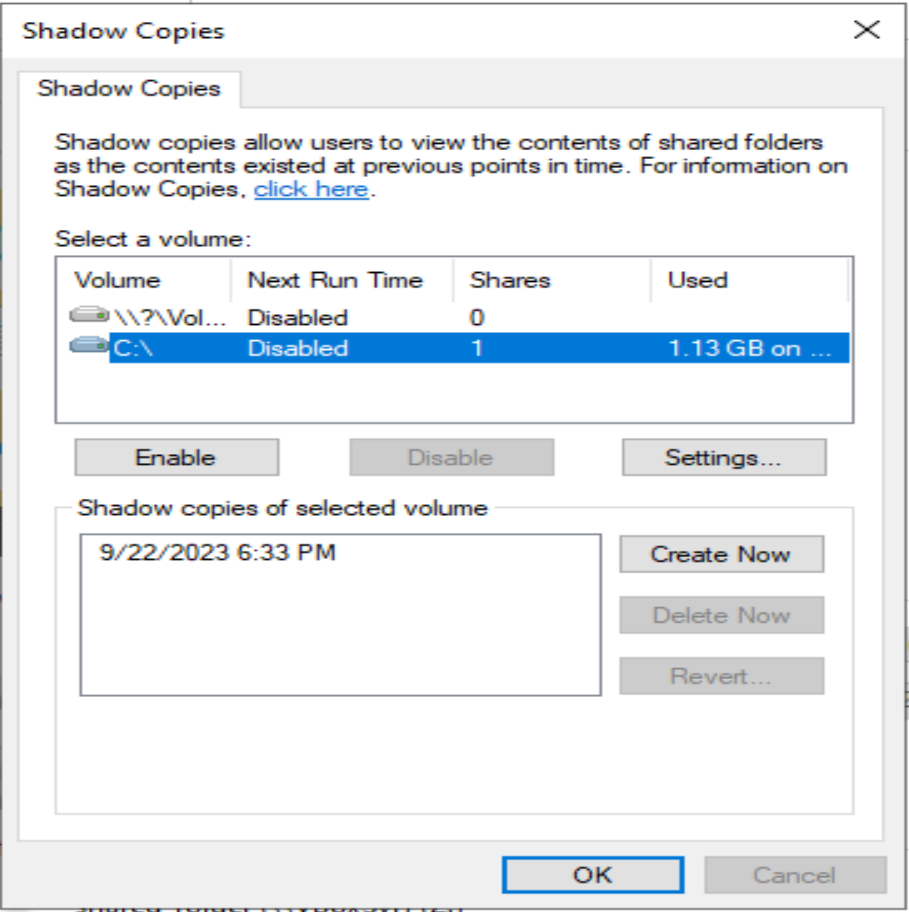 Shadow Copies
Shadow Copies
Shadow copies allow users to view the contents of shared folders
as the contents existed at previous points in time. For information on
Shadow Copies, click here.
Select a volume:
Volume Next Run Time Shares Used
\\?\Vol... Disabled 0
C:\ Disabled 1 1.13 GB on ...
Enable Disable Settings...
Shadow copies of selected volume
9/22/2023 6:33 PM
Create Now
Delete Now
Revert...
OK Cancel